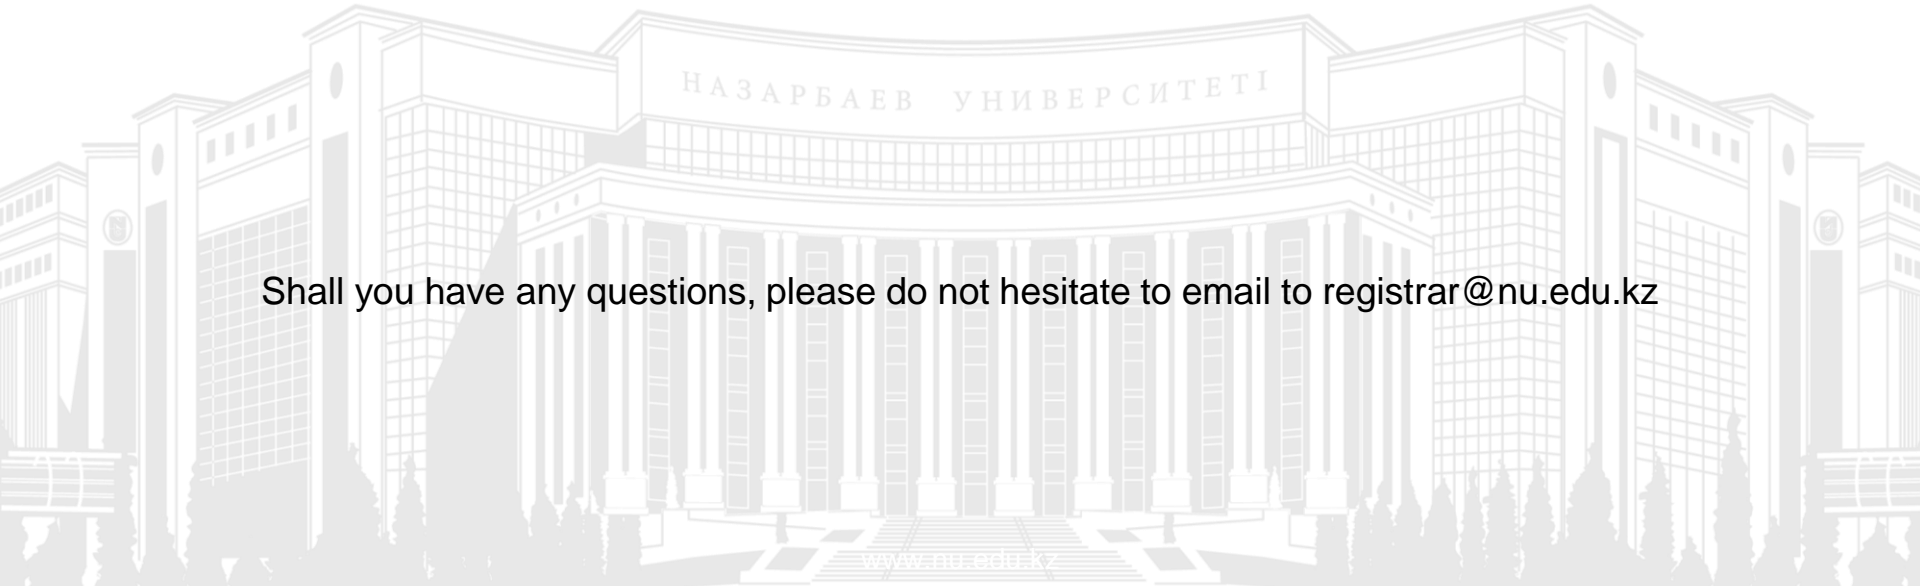 НАЗАРБАЕВ УНИВЕРСИТЕТІ
Shall you have any questions, please do not hesitate to email to registrar@nu.edu.kz
www.nu.edu.kz